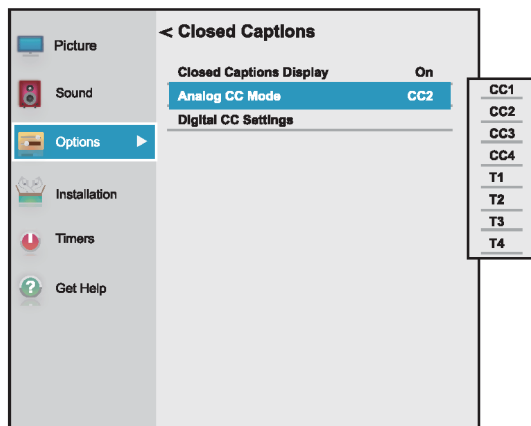 Picture
Sound
Options
Installation
Timers
Get Help
< Closed Captions
Closed Captions Display On
Analog CC Mode CC2
Digital CC Settings
CC1
CC2
CC3
CC4
T1
T2
T3
T4